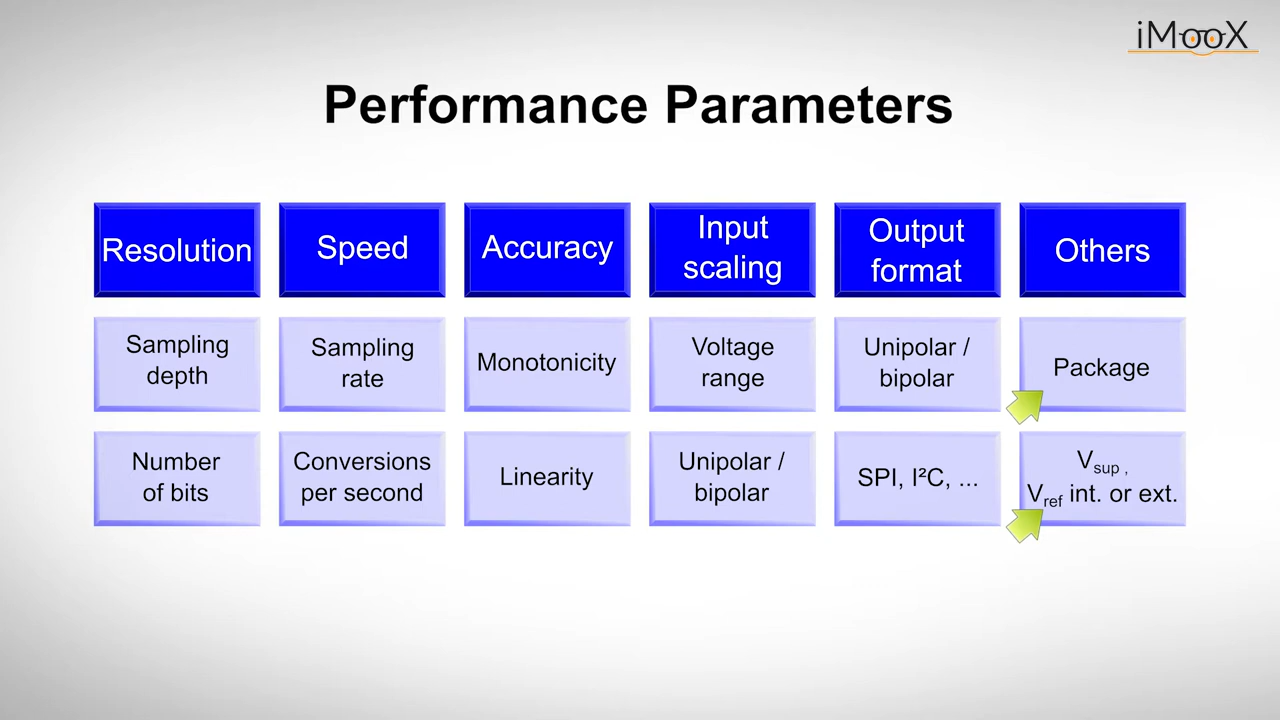 iMooX
Performance Parameters
Resolution
Speed
Accuracy
Input
scaling
Output
format
Others
Sampling
depth
Sampling
rate
Monotonicity
Voltage
range
Unipolar /
bipolar
Package
Number
of bits
Conversions
per second
Linearity
Unipolar /
bipolar
SPI, I²C, ...
Vsup ,
Vref int. or ext.